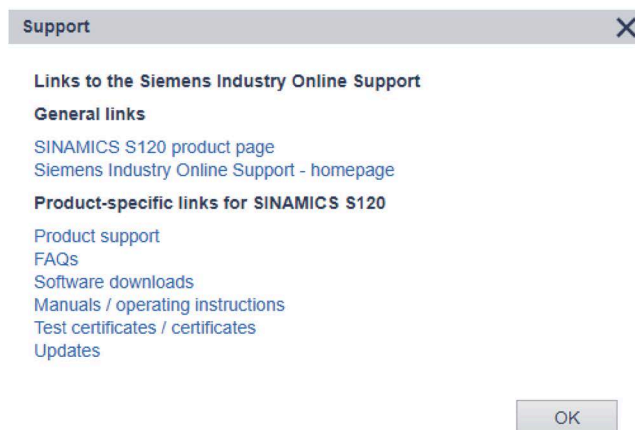 Support
Links to the Siemens Industry Online Support
General links
SINAMICS S120 product page
Siemens Industry Online Support - homepage
Product-specific links for SINAMICS S120
Product support
FAQs
Software downloads
Manuals / operating instructions
Test certificates / certificates
Updates
OK